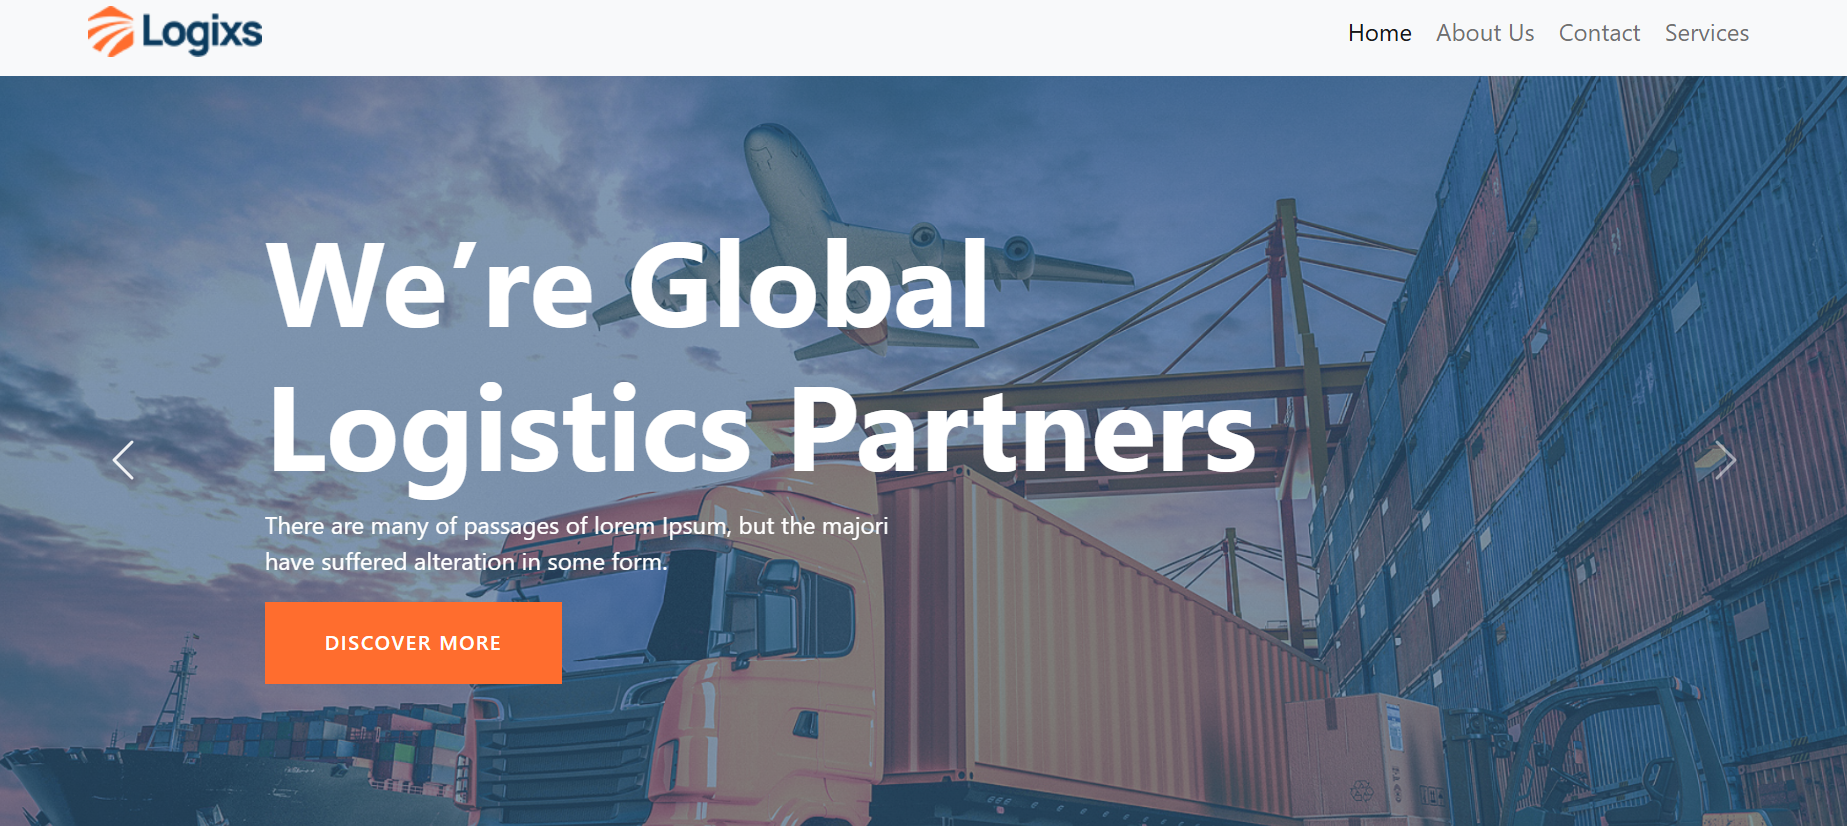 Logixs
Home About Us Contact Services
We’re Global
Logistics Partners
There are many of passages of lorem Ipsum, but the majori
have suffered alteration in some form.
DISCOVER MORE